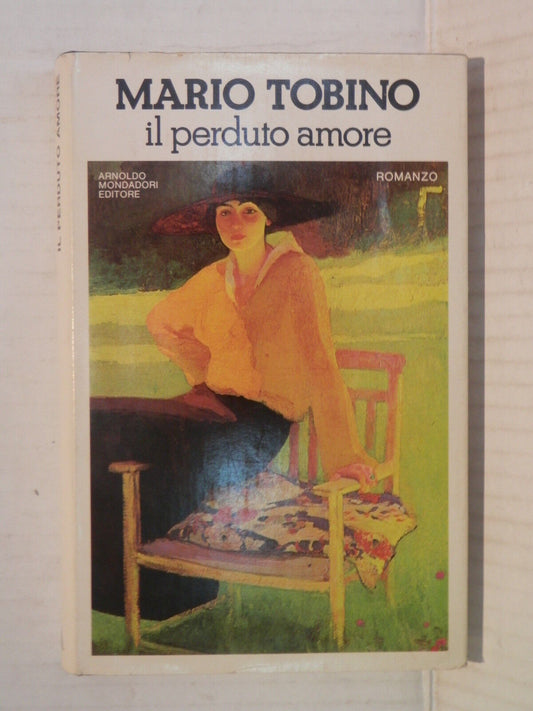 MARIO TOBINO
il perduto amore
ARNOLDO
MONDADORI
EDITORE
ROMANZO
IL PERDUTO AMORE